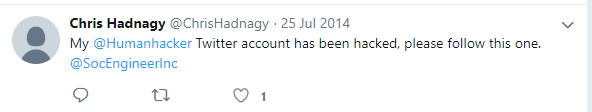 Chris Hadnagy @ChrisHadnagy · 25 Jul 2014
My @Humanhacker Twitter account has been hacked, please follow this one.
@SocEngineerInc
1